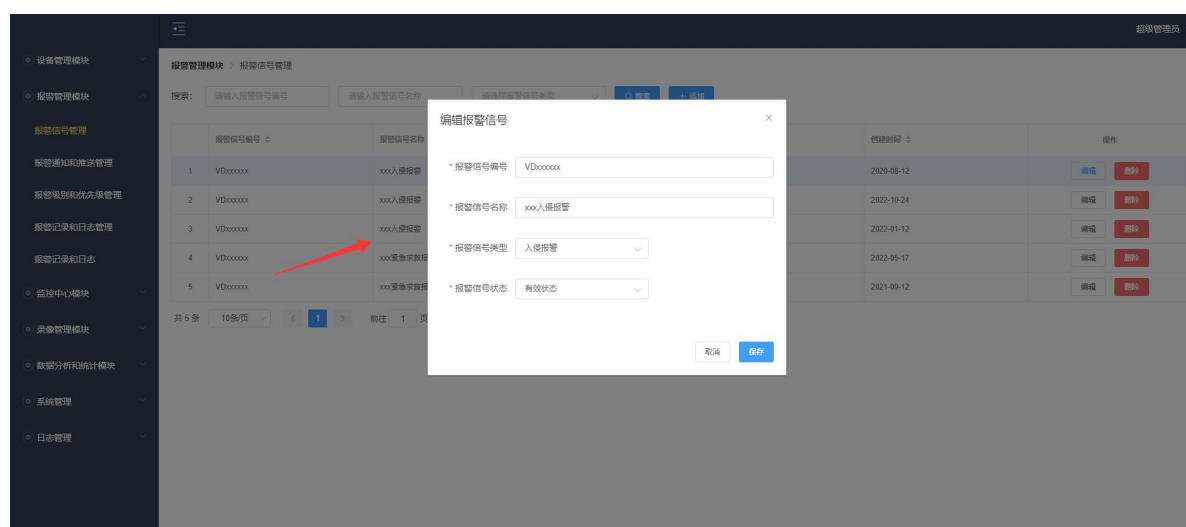 超级管理员
设备管理模块
报警管理模块
报警信号管理
报警通知和推送管理
报警级别和优先级管理
报警记录和日志管理
报警记录和日志
监控中心模块
录像管理模块
数据分析和统计模块
系统管理
日志管理
报警管理模块 > 报警信号管理
搜索: 请输入报警信号编号 请输入报警信号名称 请选择报警信号类型 搜索 + 添加
报警信号编号 报警信号名称 创建时间 操作
1 VDxxxxxx xxx入侵报警 2020-08-12 编辑 删除
2 VDxxxxxx xxx入侵报警 2022-10-24 编辑 删除
3 VDxxxxxx xxx入侵报警 2022-01-12 编辑 删除
4 VDxxxxxx xxx紧急求救报 2022-05-17 编辑 删除
5 VDxxxxxx xxx紧急求救报 2021-09-12 编辑 删除
共 5 条 10条/页 < 1 > 前往 1 页
编辑报警信号 ×
* 报警信号编号 VDxxxxxx
* 报警信号名称 xxx入侵报警
* 报警信号类型 入侵报警
* 报警信号状态 有效状态
取消 保存